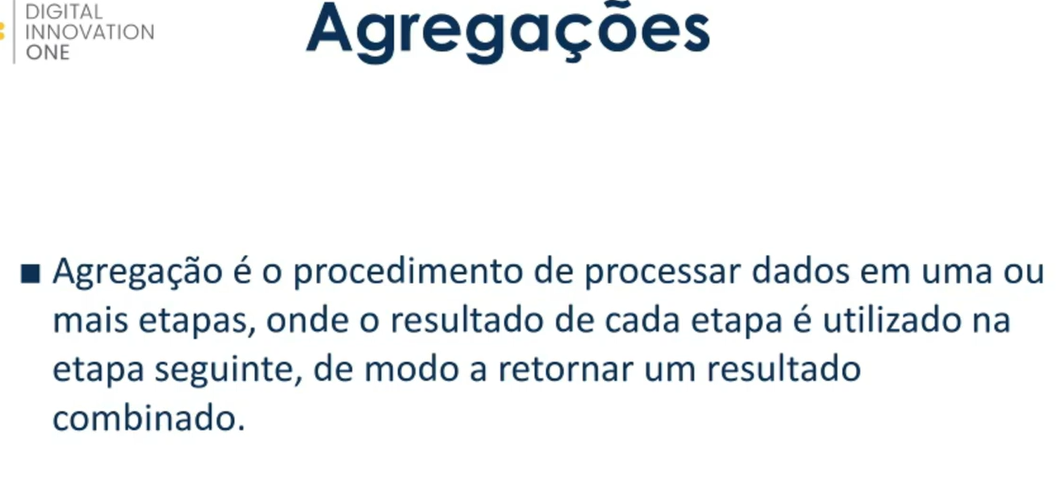 DIGITAL
INNOVATION
ONE
Agregações
■ Agregação é o procedimento de processar dados em uma ou
mais etapas, onde o resultado de cada etapa é utilizado na
etapa seguinte, de modo a retornar um resultado
combinado.